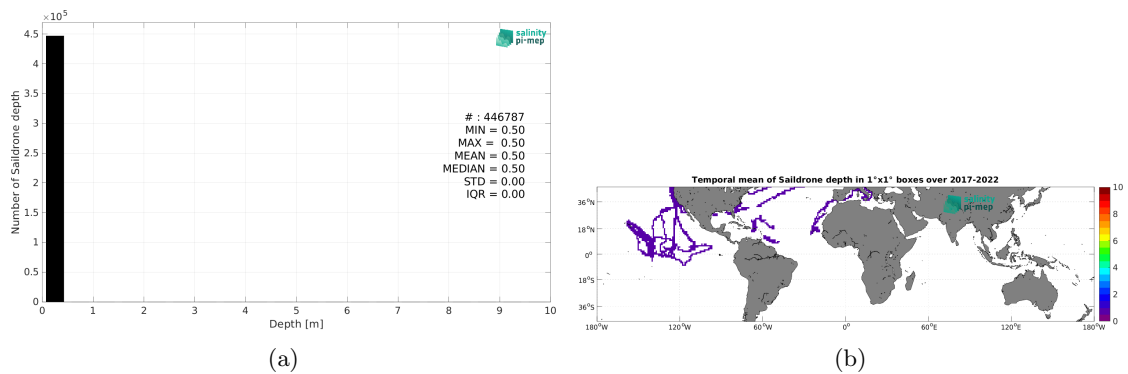 ×10⁵
4.5
4
3.5
3
2.5
2
1.5
1
0.5
0
Number of Saildrone depth
salinity
pi-mep
# : 446787
MIN = 0.50
MAX = 0.50
MEAN = 0.50
MEDIAN = 0.50
STD = 0.00
IQR = 0.00
0 1 2 3 4 5 6 7 8 9 10
Depth [m]
(a)
Temporal mean of Saildrone depth in 1°x1° boxes over 2017-2022
36°N
18°N
0°
18°S
36°S
180°W 120°W 60°W 0° 60°E 120°E 180°W
salinity
pi-mep
10
8
6
4
2
0
(b)